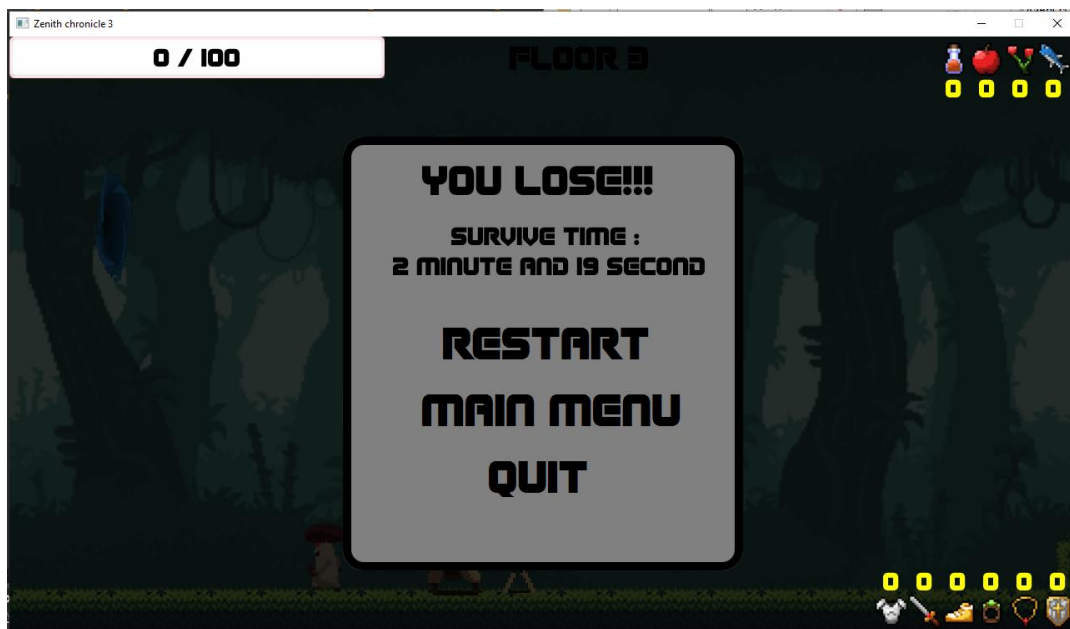 Zenith chronicle 3
0 / 100
FLOOR 3
0 0 0 0
YOU LOSE!!!
SURVIVE TIME :
2 MINUTE AND 19 SECOND
RESTART
MAIN MENU
QUIT
0 0 0 0 0 0